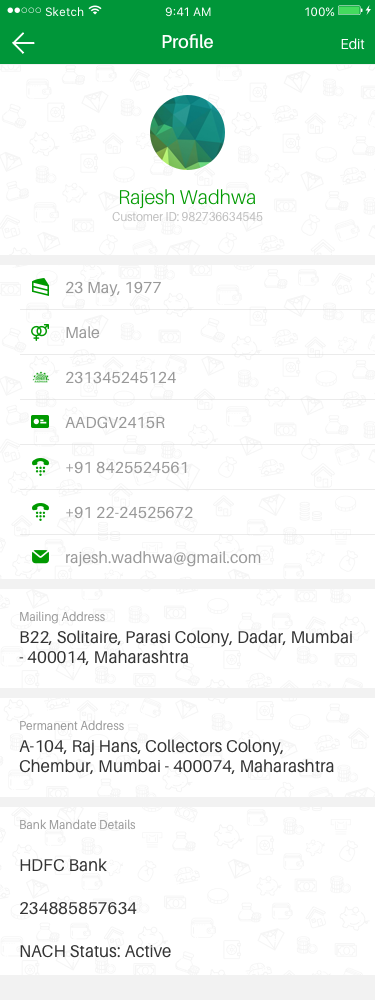 Sketch 9:41 AM 100%
Profile Edit
Rajesh Wadhwa
Customer ID: 982736634545
23 May, 1977
Male
231345245124
AADGV2415R
+91 8425524561
+91 22-24525672
rajesh.wadhwa@gmail.com
Mailing Address
B22, Solitaire, Parasi Colony, Dadar, Mumbai
- 400014, Maharashtra
Permanent Address
A-104, Raj Hans, Collectors Colony,
Chembur, Mumbai - 400074, Maharashtra
Bank Mandate Details
HDFC Bank
234885857634
NACH Status: Active